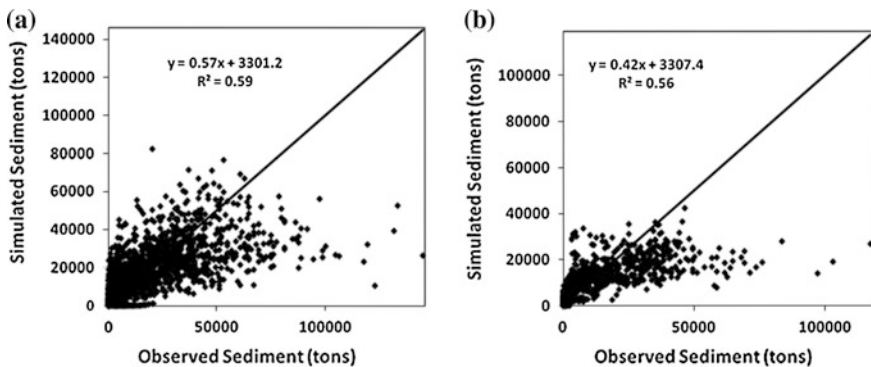 (a)
140000
120000
100000
80000
60000
40000
20000
0
Simulated Sediment (tons)
y = 0.57x + 3301.2
R² = 0.59
0 50000 100000
Observed Sediment (tons)
(b)
100000
80000
60000
40000
20000
0
Simulated Sediment (tons)
y = 0.42x + 3307.4
R² = 0.56
0 50000 100000
Observed Sediment (tons)